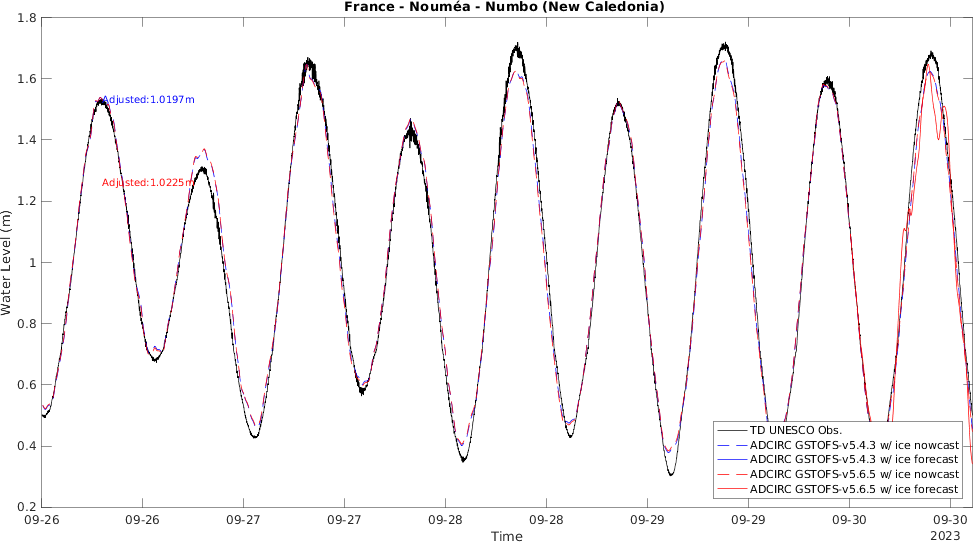 France - Nouméa - Numbo (New Caledonia)
1.8
1.6
1.4
1.2
1
0.8
0.6
0.4
0.2
Water Level (m)
Adjusted:1.0197m
Adjusted:1.0225m
TD UNESCO Obs.
ADCIRC GSTOFS-v5.4.3 w/ ice nowcast
ADCIRC GSTOFS-v5.4.3 w/ ice forecast
ADCIRC GSTOFS-v5.6.5 w/ ice nowcast
ADCIRC GSTOFS-v5.6.5 w/ ice forecast
09-26 09-26 09-27 09-27 09-28 09-28 09-29 09-29 09-30 09-30
2023
Time